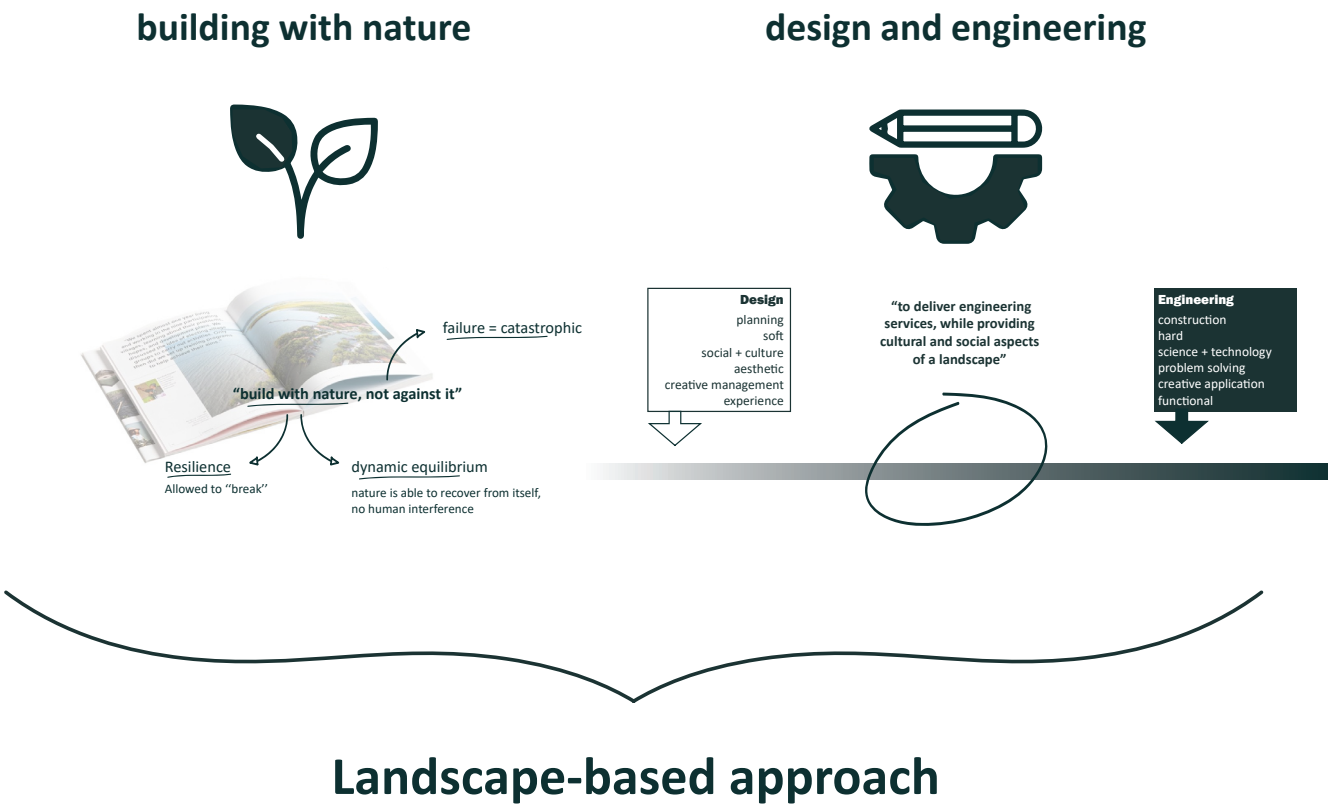 building with nature
design and engineering
failure = catastrophic
“build with nature, not against it”
Resilience
Allowed to “break”
dynamic equilibrium
nature is able to recover from itself,
no human interference
Design
planning
soft
social + culture
aesthetic
creative management
experience
“to deliver engineering
services, while providing
cultural and social aspects
of a landscape”
Engineering
construction
hard
science + technology
problem solving
creative application
functional
Landscape-based approach